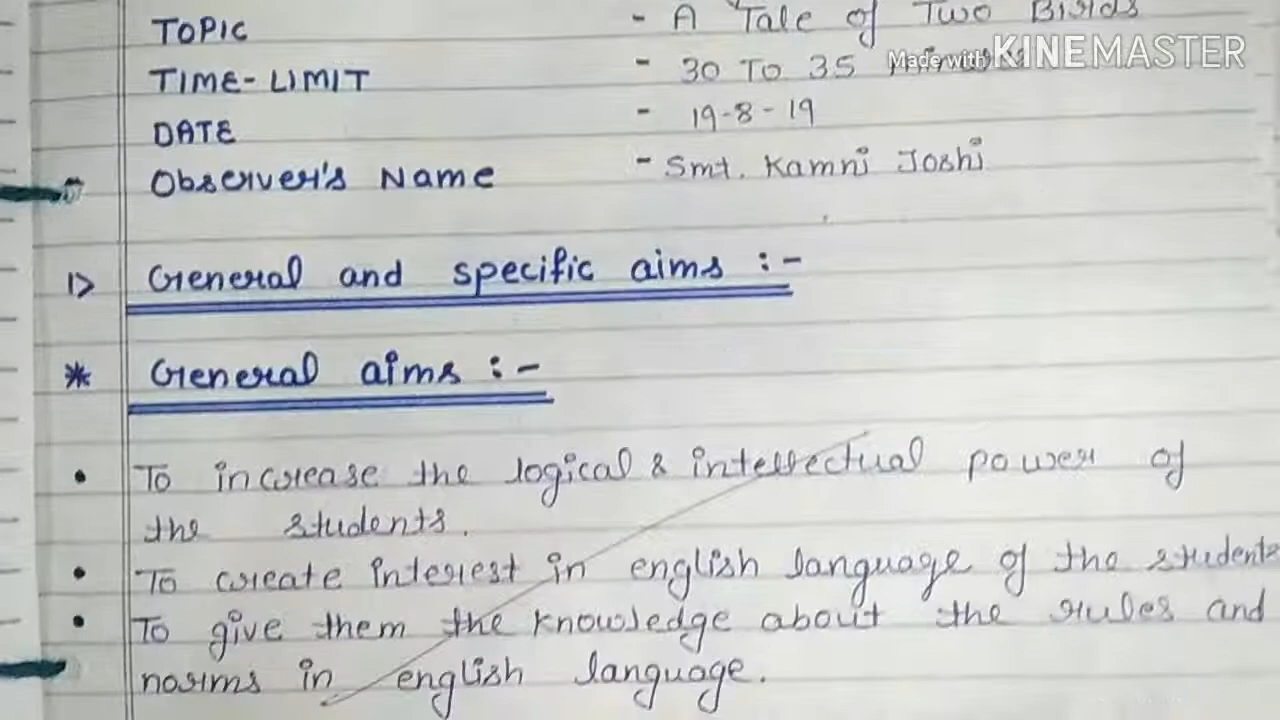 TOPIC - A Tale of Two Birds
TIME-LIMIT - 30 TO 35
Made with KINEMASTER
DATE - 19-8-19
Observer's Name - Smt. Kamni Joshi
1> General and specific aims :-
* General aims :-
• To increase the logical & intellectual power of
the students.
• To create interest in english language of the students
• To give them the knowledge about the rules and
norms in english language.